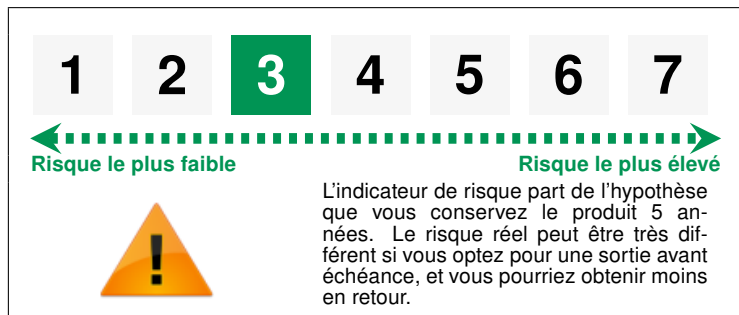 1 2 3 4 5 6 7
Risque le plus faible Risque le plus élevé
L'indicateur de risque part de l'hypothèse
que vous conservez le produit 5 an-
nées. Le risque réel peut être très dif-
férent si vous optez pour une sortie avant
échéance, et vous pourriez obtenir moins
en retour.